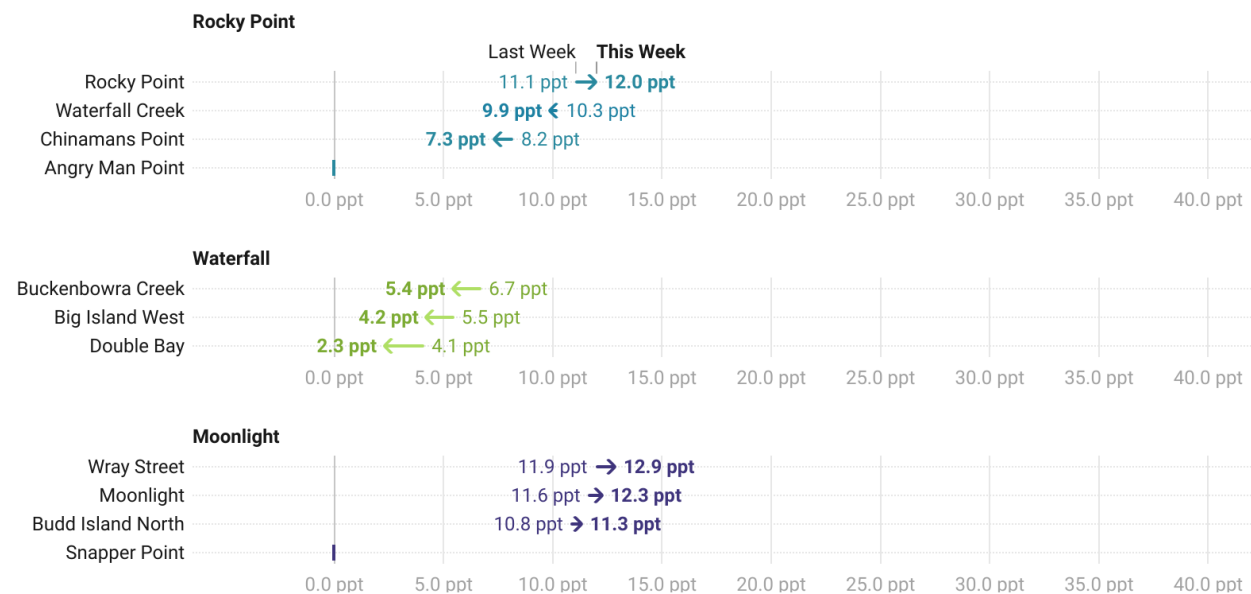 Rocky Point
Last Week This Week
Rocky Point 11.1 ppt 12.0 ppt
Waterfall Creek 9.9 ppt 10.3 ppt
Chinamans Point 7.3 ppt 8.2 ppt
Angry Man Point
0.0 ppt 5.0 ppt 10.0 ppt 15.0 ppt 20.0 ppt 25.0 ppt 30.0 ppt 35.0 ppt 40.0 ppt
Waterfall
Buckenbowra Creek 5.4 ppt 6.7 ppt
Big Island West 4.2 ppt 5.5 ppt
Double Bay 2.3 ppt 4.1 ppt
0.0 ppt 5.0 ppt 10.0 ppt 15.0 ppt 20.0 ppt 25.0 ppt 30.0 ppt 35.0 ppt 40.0 ppt
Moonlight
Wray Street 11.9 ppt 12.9 ppt
Moonlight 11.6 ppt 12.3 ppt
Budd Island North 10.8 ppt 11.3 ppt
Snapper Point
0.0 ppt 5.0 ppt 10.0 ppt 15.0 ppt 20.0 ppt 25.0 ppt 30.0 ppt 35.0 ppt 40.0 ppt